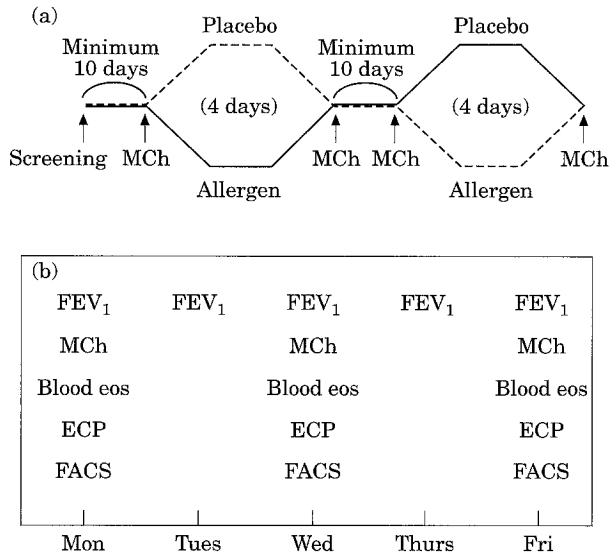 (a)
Placebo
Placebo
Minimum
10 days
Minimum
10 days
(4 days)
(4 days)
Screening
MCh
MCh
MCh
MCh
Allergen
Allergen
(b)
FEV1 FEV1 FEV1 FEV1 FEV1
MCh MCh MCh
Blood eos Blood eos Blood eos
ECP ECP ECP
FACS FACS FACS
Mon Tues Wed Thurs Fri